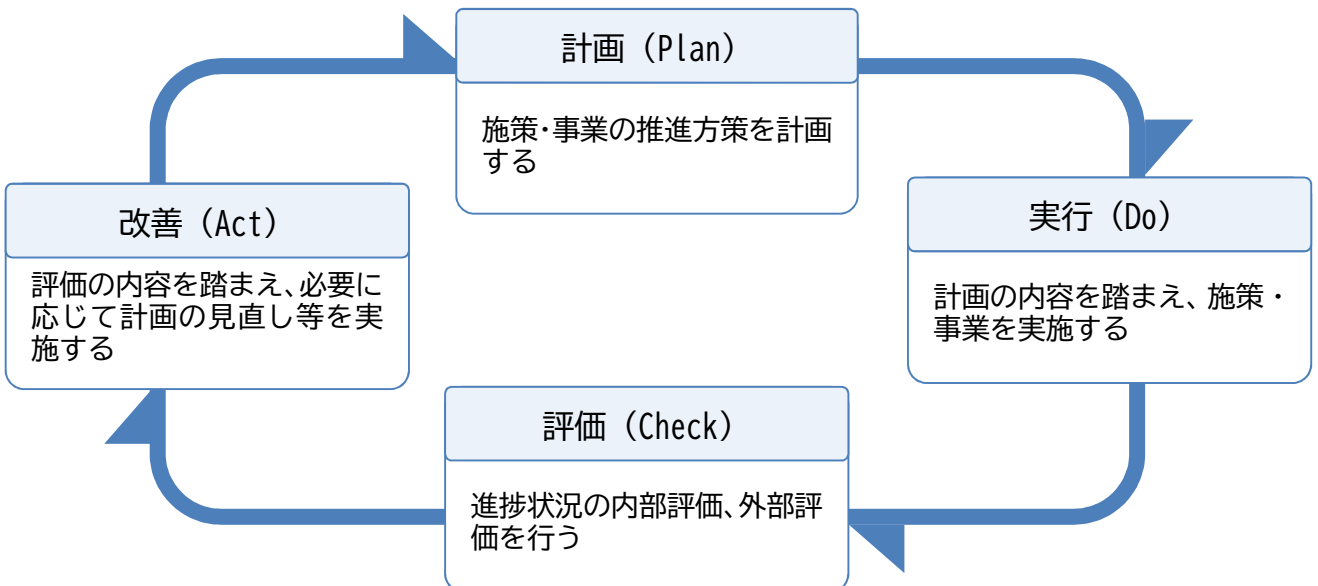 計画（Plan）
施策･事業の推進方策を計画
する
実行（Do）
計画の内容を踏まえ、施策・
事業を実施する
評価（Check）
進捗状況の内部評価、外部評
価を行う
改善（Act）
評価の内容を踏まえ、必要に
応じて計画の見直し等を実
施する